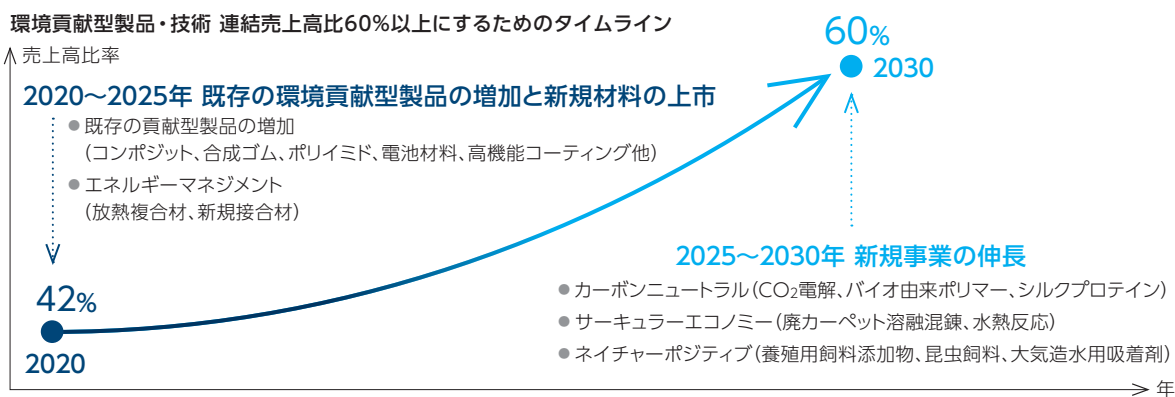 環境貢献型製品・技術 連結売上高比60%以上にするためのタイムライン
売上高比率
2020～2025年 既存の環境貢献型製品の増加と新規材料の上市
●既存の貢献型製品の増加
(コンポジット、合成ゴム、ポリイミド、電池材料、高機能コーティング他)
●エネルギーマネジメント
(放熱複合材、新規接合材)
42%
2020
60%
2030
2025～2030年 新規事業の伸長
●カーボンニュートラル(CO₂電解、バイオ由来ポリマー、シルクプロテイン)
●サーキュラーエコノミー(廃カーペット溶融混錬、水熱反応)
●ネイチャーポジティブ(養殖用飼料添加物、昆虫飼料、大気造水用吸着剤)
年